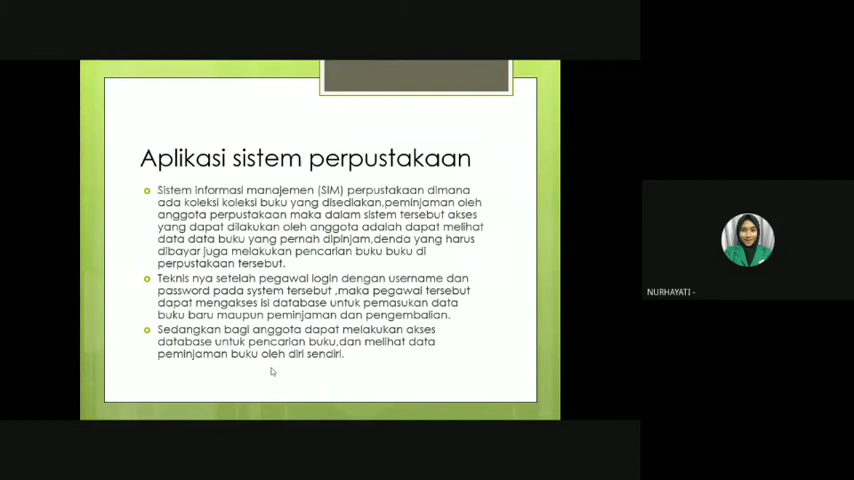 Aplikasi sistem perpustakaan
Sistem informasi manajemen (SIM) perpustakaan dimana
ada koleksi koleksi buku yang disediakan,peminjaman oleh
anggota perpustakaan maka dalam sistem tersebut akses
yang dapat dilakukan oleh anggota adalah dapat melihat
data data buku yang pernah dipinjam,denda yang harus
dibayar juga melakukan pencarian buku buku di
perpustakaan tersebut.
Teknis nya setelah pegawai login dengan username dan
password pada system tersebut ,maka pegawai tersebut
dapat mengakses isi database untuk pemasukan data
buku baru maupun peminjaman dan pengembalian.
Sedangkan bagi anggota dapat melakukan akses
database untuk pencarian buku,dan melihat data
peminjaman buku oleh diri sendiri.
NURHAYATI -